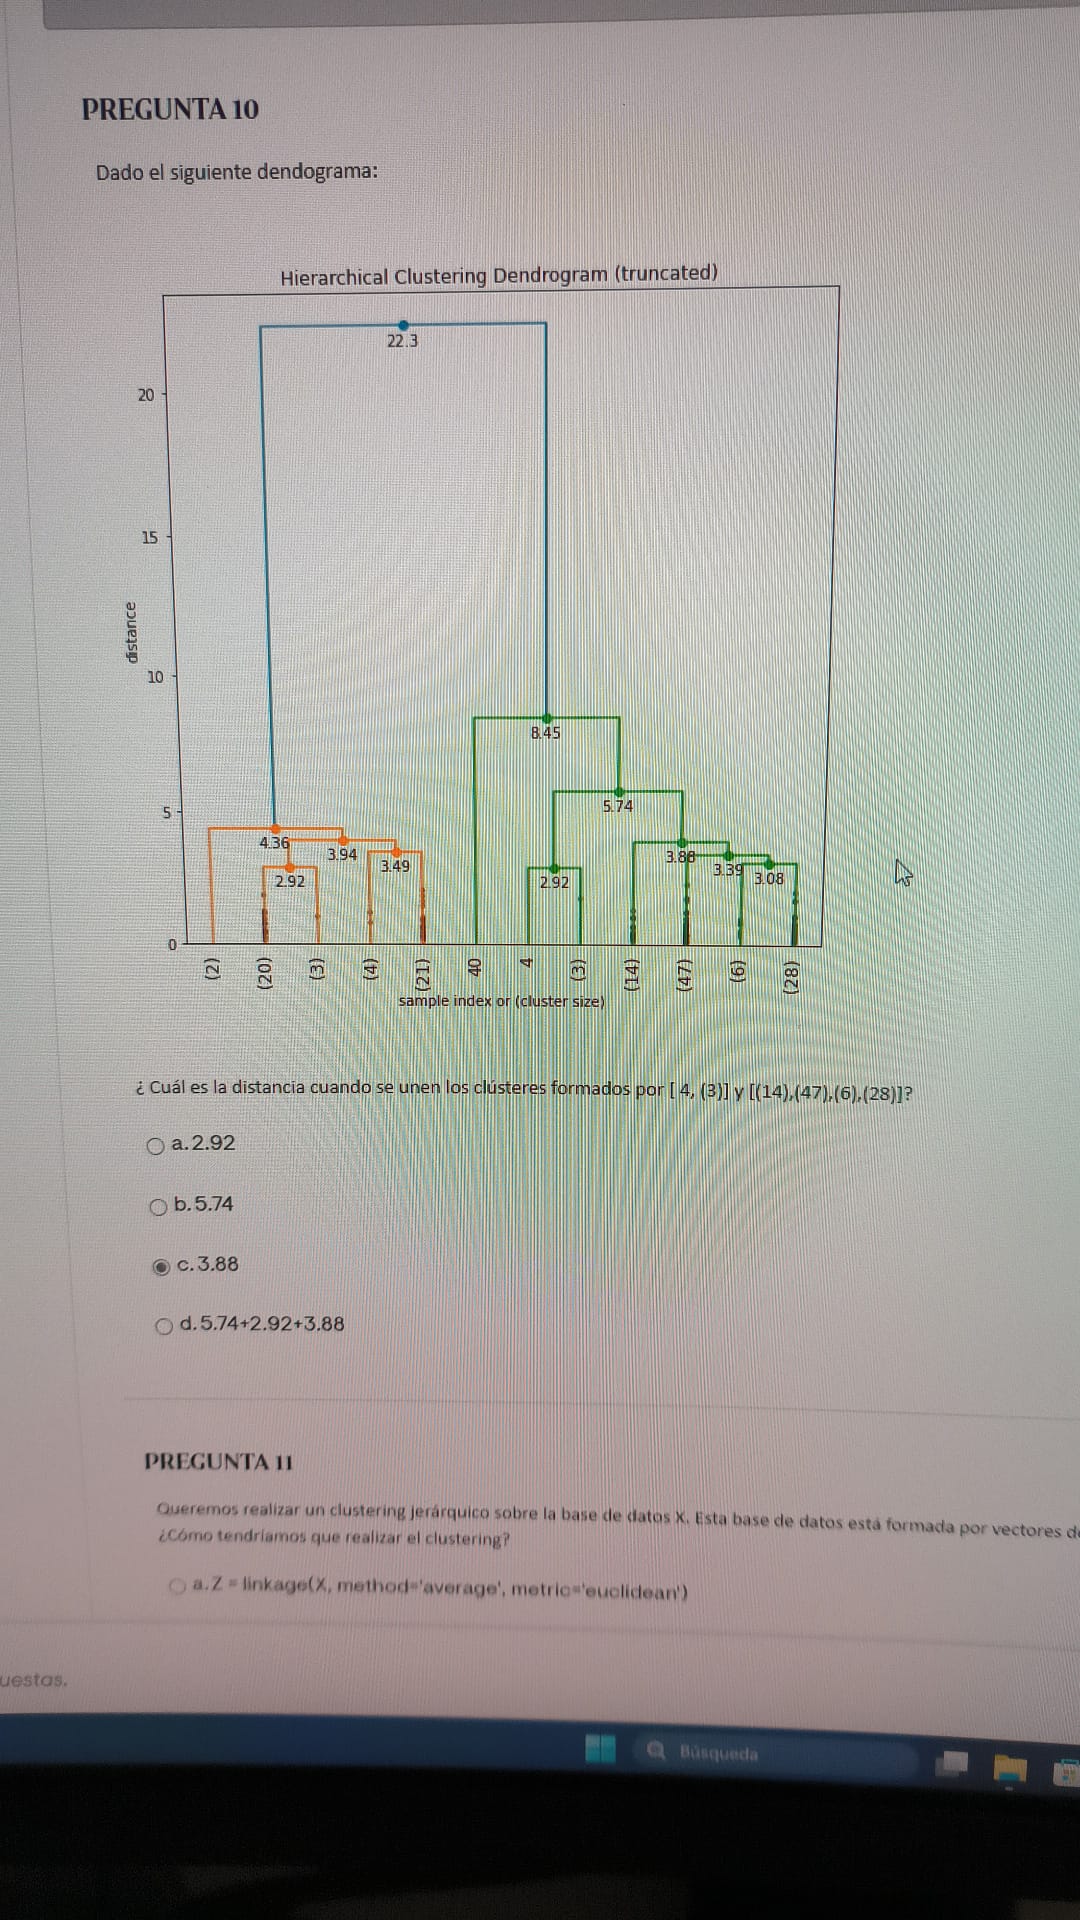 PREGUNTA 10
Dado el siguiente dendograma:
Hierarchical Clustering Dendrogram (truncated)
22.3
20
15
distance
10
8.45
5
5.74
4.36
3.94
3.49
2.92
2.92
3.88
3.39
3.08
0
(2)
(20)
(3)
(4)
(21)
40
4
(3)
(14)
(47)
(6)
(28)
sample index or (cluster size)
¿ Cuál es la distancia cuando se unen los clústeres formados por [ 4, (3)] y [(14),(47),(6),(28)]?
a. 2.92
b. 5.74
c. 3.88
d. 5.74+2.92+3.88
PREGUNTA 11
Queremos realizar un clustering jerárquico sobre la base de datos X. Esta base de datos está formada por vectores de
¿Cómo tendríamos que realizar el clustering?
a. Z = linkage(X, method='average', metric='euclidean')
uestas.
Búsqueda